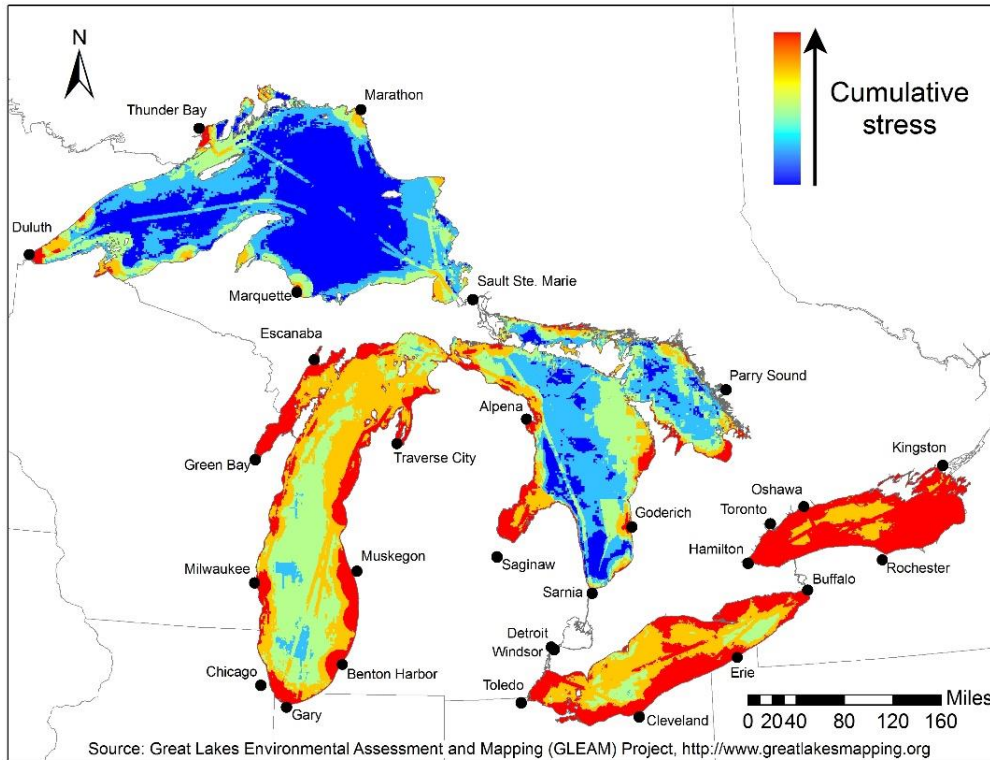 N
Thunder Bay
Marathon
Cumulative
stress
Duluth
Marquette
Sault Ste. Marie
Escanaba
Parry Sound
Alpena
Green Bay
Traverse City
Kingston
Oshawa
Toronto
Goderich
Hamilton
Saginaw
Rochester
Milwaukee
Muskegon
Buffalo
Sarnia
Detroit
Windsor
Chicago
Benton Harbor
Toledo
Erie
Gary
Cleveland
Miles
0 20 40 80 120 160
Source: Great Lakes Environmental Assessment and Mapping (GLEAM) Project, http://www.greatlakesmapping.org